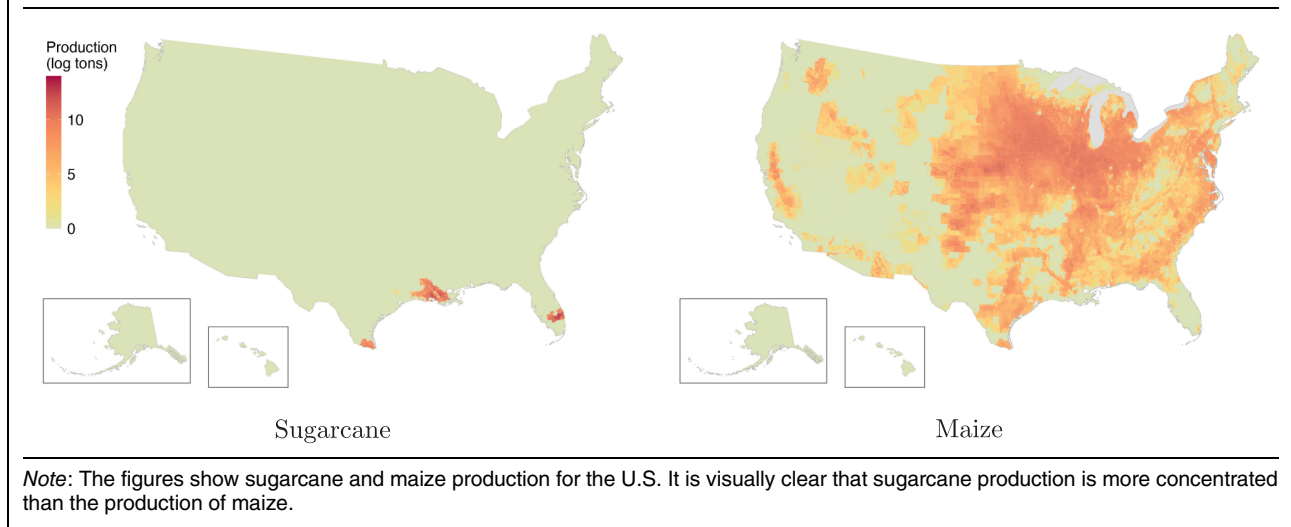 Production
(log tons)
10
5
0
Sugarcane
Maize
Note: The figures show sugarcane and maize production for the U.S. It is visually clear that sugarcane production is more concentrated
than the production of maize.